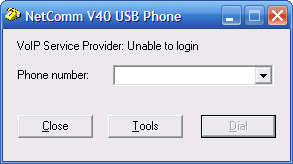 NetComm V40 USB Phone
VoIP Service Provider: Unable to login
Phone number:
Close Tools Dial